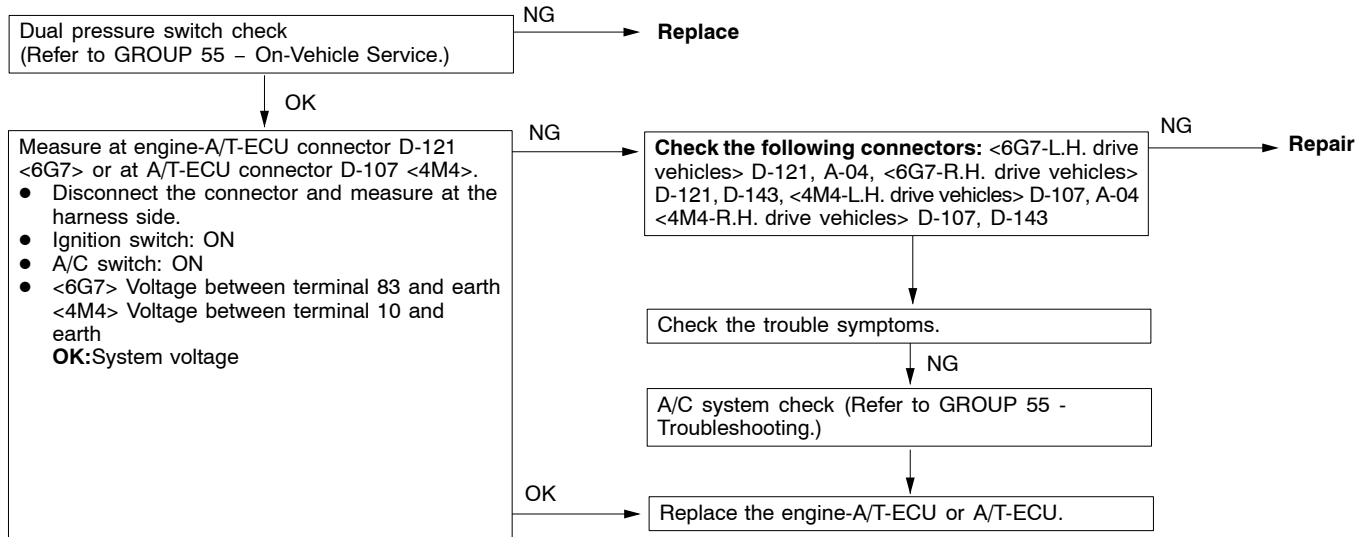 Dual pressure switch check
(Refer to GROUP 55 – On-Vehicle Service.)
NG
Replace
OK
Measure at engine-A/T-ECU connector D-121
<6G7> or at A/T-ECU connector D-107 <4M4>.
● Disconnect the connector and measure at the
harness side.
● Ignition switch: ON
● A/C switch: ON
● <6G7> Voltage between terminal 83 and earth
<4M4> Voltage between terminal 10 and
earth
OK:System voltage
NG
Check the following connectors: <6G7-L.H. drive
vehicles> D-121, A-04, <6G7-R.H. drive vehicles>
D-121, D-143, <4M4-L.H. drive vehicles> D-107, A-04
<4M4-R.H. drive vehicles> D-107, D-143
NG
Repair
Check the trouble symptoms.
NG
A/C system check (Refer to GROUP 55 -
Troubleshooting.)
OK
Replace the engine-A/T-ECU or A/T-ECU.